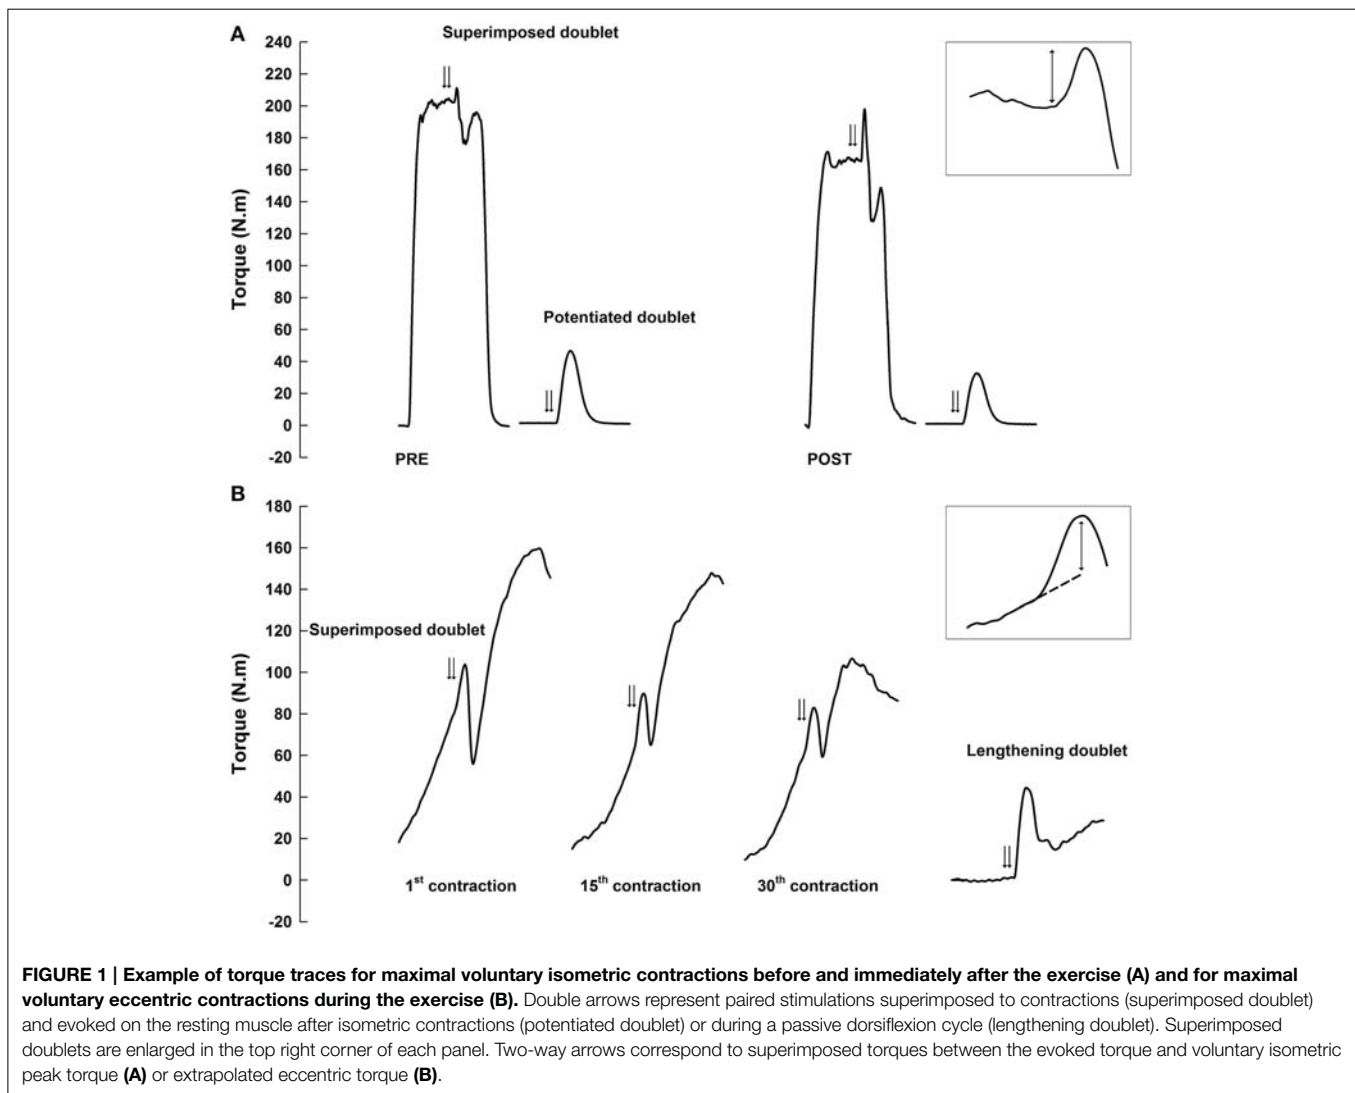 A
Superimposed doublet
240
220
200
180
160
140
120
100
80
60
40
20
0
-20
Torque (N.m)
Potentiated doublet
PRE
POST
B
180
160
140
120
100
80
60
40
20
0
-20
Torque (N.m)
Superimposed doublet
Lengthening doublet
1st contraction
15th contraction
30th contraction
FIGURE 1 | Example of torque traces for maximal voluntary isometric contractions before and immediately after the exercise (A) and for maximal
voluntary eccentric contractions during the exercise (B). Double arrows represent paired stimulations superimposed to contractions (superimposed doublet)
and evoked on the resting muscle after isometric contractions (potentiated doublet) or during a passive dorsiflexion cycle (lengthening doublet). Superimposed
doublets are enlarged in the top right corner of each panel. Two-way arrows correspond to superimposed torques between the evoked torque and voluntary isometric
peak torque (A) or extrapolated eccentric torque (B).